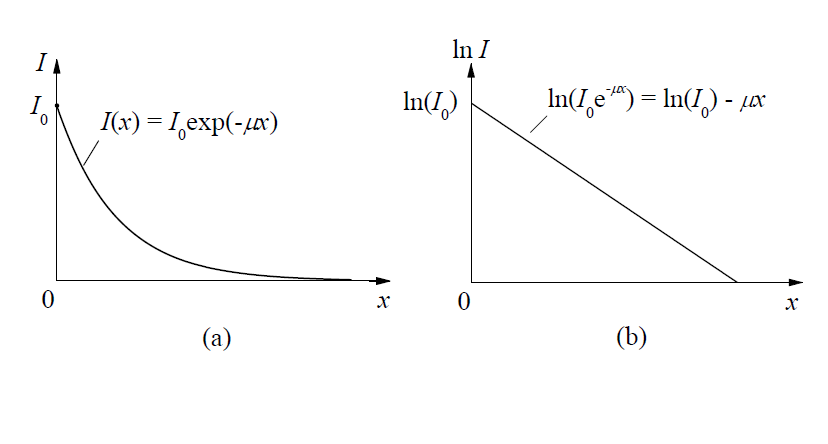 I
I₀
I(x) = I₀exp(-μx)
0
x
(a)
ln I
ln(I₀)
ln(I₀e^-μx) = ln(I₀) - μx
0
x
(b)